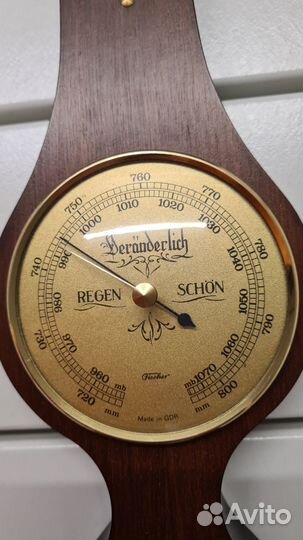 760
750
770
1010
1020
1000
1030
740
990
780
1040
Veränderlich
980
1050
REGEN
SCHÖN
730
790
970
1060
960
1070
mb
mb
720
800
mm
mm
Fischer
Made in GDR
Avito